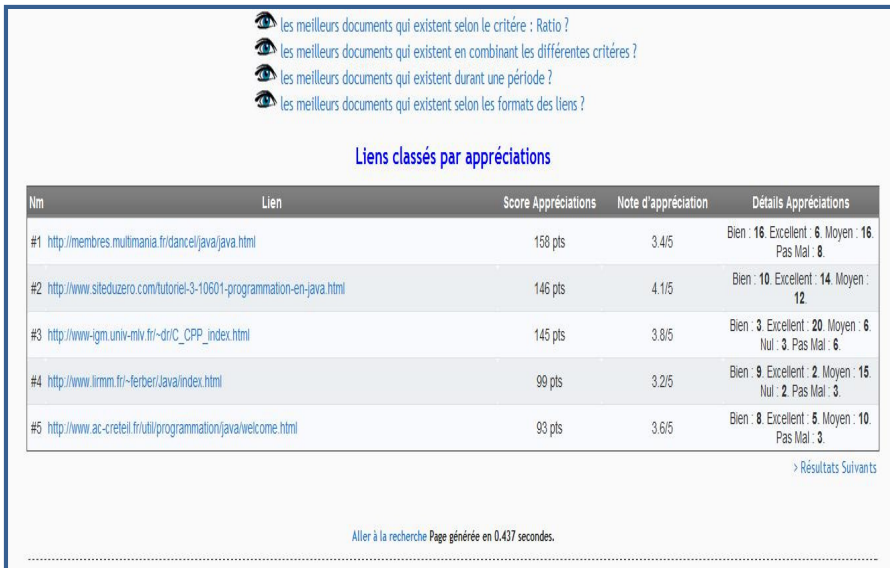 les meilleurs documents qui existent selon le critére : Ratio ?
les meilleurs documents qui existent en combinant les différentes critéres ?
les meilleurs documents qui existent durant une période ?
les meilleurs documents qui existent selon les formats des liens ?
Liens classés par appréciations
Nm Lien Score Appréciations Note d'appréciation Détails Appréciations
#1 http://membres.multimania.fr/dancel/java/java.html 158 pts 3.4/5 Bien : 16. Excellent : 6. Moyen : 16.
Pas Mal : 8.
#2 http://www.siteduzero.com/tutoriel-3-10601-programmation-en-java.html 146 pts 4.1/5 Bien : 10. Excellent : 14. Moyen :
12.
#3 http://www-igm.univ-mlv.fr/~dr/C_CPP_index.html 145 pts 3.8/5 Bien : 3. Excellent : 20. Moyen : 6.
Nul : 3. Pas Mal : 6.
#4 http://www.lirmm.fr/~ferber/Java/index.html 99 pts 3.2/5 Bien : 9. Excellent : 2. Moyen : 15.
Nul : 2. Pas Mal : 3.
#5 http://www.ac-creteil.fr/util/programmation/java/welcome.html 93 pts 3.6/5 Bien : 8. Excellent : 5. Moyen : 10.
Pas Mal : 3.
> Résultats Suivants
Aller à la recherche Page générée en 0.437 secondes.